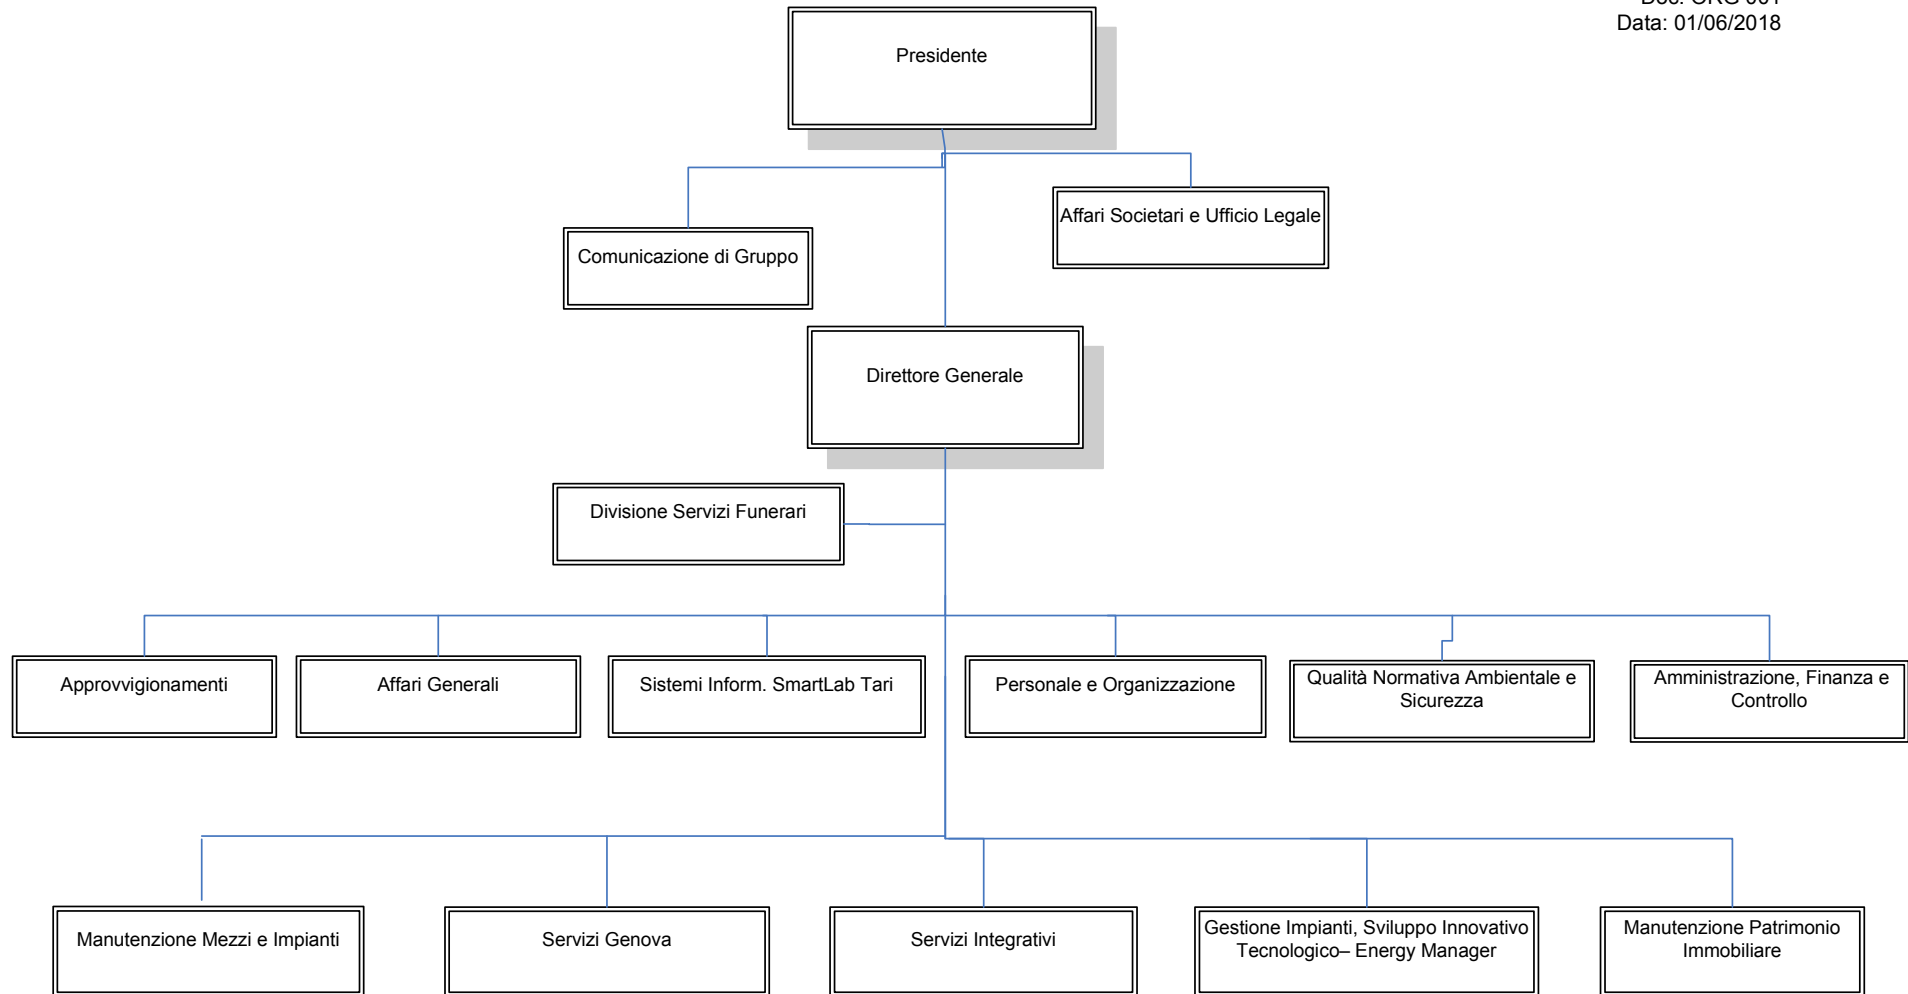 Data: 01/06/2018
Presidente
Affari Societari e Ufficio Legale
Comunicazione di Gruppo
Direttore Generale
Divisione Servizi Funerari
Approvvigionamenti
Affari Generali
Sistemi Inform. SmartLab Tari
Personale e Organizzazione
Qualità Normativa Ambientale e
Sicurezza
Amministrazione, Finanza e
Controllo
Manutenzione Mezzi e Impianti
Servizi Genova
Servizi Integrativi
Gestione Impianti, Sviluppo Innovativo
Tecnologico– Energy Manager
Manutenzione Patrimonio
Immobiliare